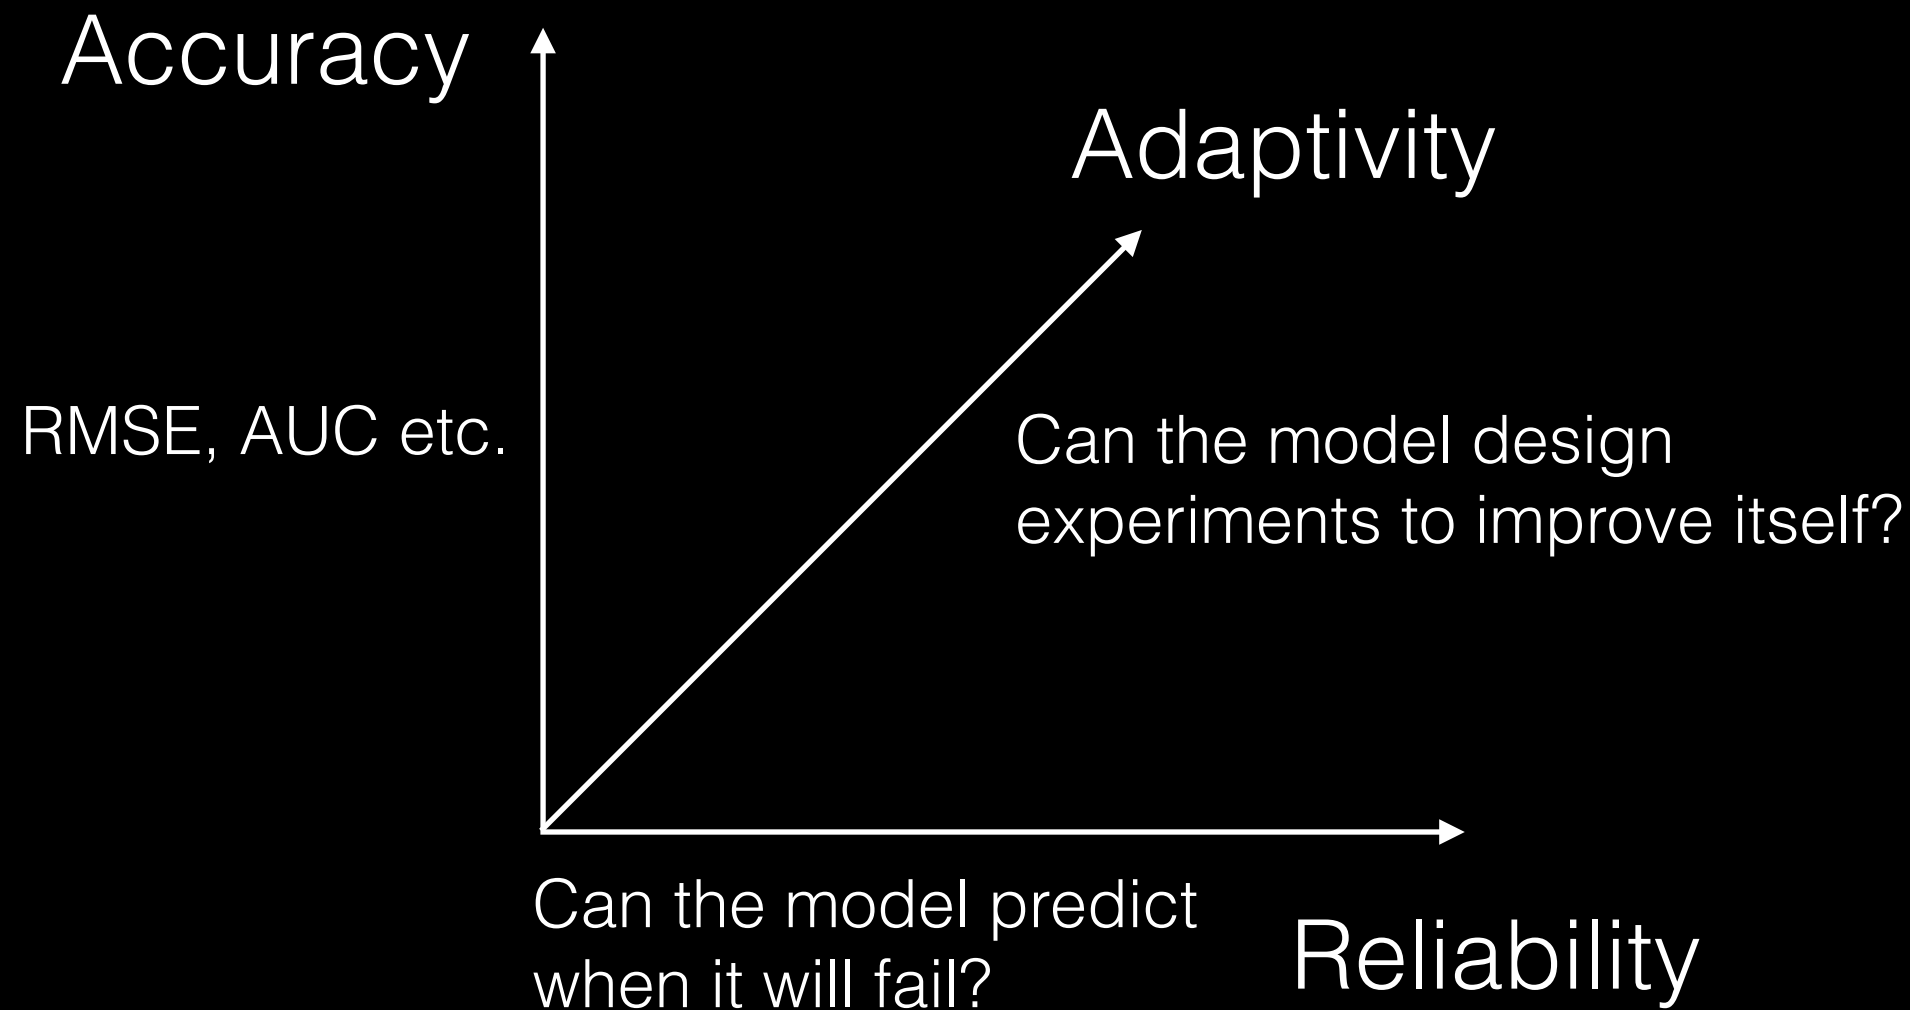 Accuracy
Adaptivity
RMSE, AUC etc.
Can the model design
experiments to improve itself?
Can the model predict
when it will fail?
Reliability